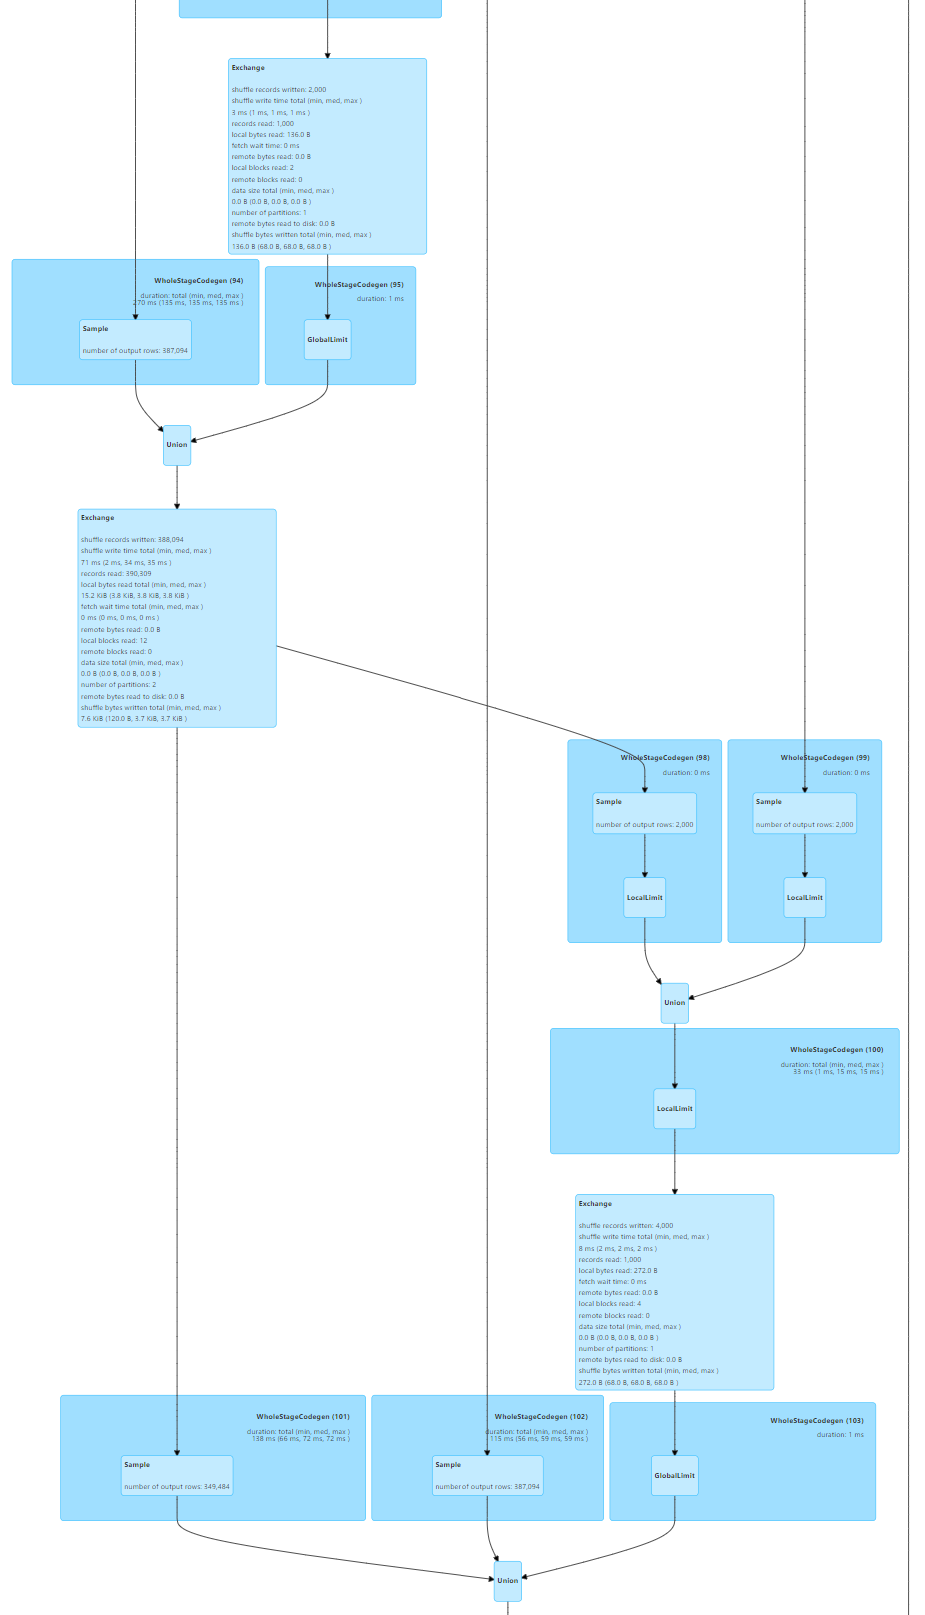 Exchange
shuffle records written: 2,000
shuffle write time total (min, med, max )
3 ms (1 ms, 1 ms, 1 ms )
records read: 1,000
local bytes read: 136.0 B
fetch wait time: 0 ms
remote bytes read: 0.0 B
local blocks read: 2
remote blocks read: 0
data size total (min, med, max )
0.0 B (0.0 B, 0.0 B, 0.0 B )
number of partitions: 1
remote bytes read to disk: 0.0 B
shuffle bytes written total (min, med, max )
136.0 B (68.0 B, 68.0 B, 68.0 B )
WholeStageCodegen (94)
duration: total (min, med, max )
270 ms (135 ms, 135 ms, 135 ms )
Sample
number of output rows: 387,094
WholeStageCodegen (95)
duration: 1 ms
GlobalLimit
Union
Exchange
shuffle records written: 388,094
shuffle write time total (min, med, max )
71 ms (2 ms, 34 ms, 35 ms )
records read: 390,309
local bytes read total (min, med, max )
15.2 KiB (3.8 KiB, 3.8 KiB, 3.8 KiB )
fetch wait time total (min, med, max )
0 ms (0 ms, 0 ms, 0 ms )
remote bytes read: 0.0 B
local blocks read: 12
remote blocks read: 0
data size total (min, med, max )
0.0 B (0.0 B, 0.0 B, 0.0 B )
number of partitions: 2
remote bytes read to disk: 0.0 B
shuffle bytes written total (min, med, max )
7.6 KiB (120.0 B, 3.7 KiB, 3.7 KiB )
WholeStageCodegen (98)
duration: 0 ms
Sample
number of output rows: 2,000
LocalLimit
WholeStageCodegen (99)
duration: 0 ms
Sample
number of output rows: 2,000
LocalLimit
Union
WholeStageCodegen (100)
duration: total (min, med, max )
33 ms (1 ms, 15 ms, 15 ms )
LocalLimit
Exchange
shuffle records written: 4,000
shuffle write time total (min, med, max )
8 ms (2 ms, 2 ms, 2 ms )
records read: 1,000
local bytes read: 272.0 B
fetch wait time: 0 ms
remote bytes read: 0.0 B
local blocks read: 4
remote blocks read: 0
data size total (min, med, max )
0.0 B (0.0 B, 0.0 B, 0.0 B )
number of partitions: 1
remote bytes read to disk: 0.0 B
shuffle bytes written total (min, med, max )
272.0 B (68.0 B, 68.0 B, 68.0 B )
WholeStageCodegen (101)
duration: total (min, med, max )
138 ms (66 ms, 72 ms, 72 ms )
Sample
number of output rows: 349,484
WholeStageCodegen (102)
duration: total (min, med, max )
115 ms (56 ms, 59 ms, 59 ms )
Sample
number of output rows: 387,094
WholeStageCodegen (103)
duration: 1 ms
GlobalLimit
Union